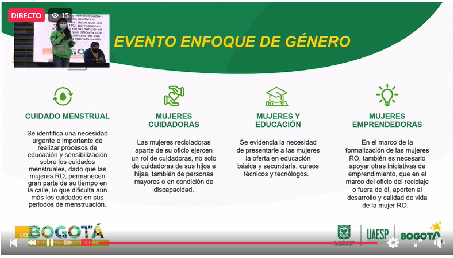 DIRECTO
15
EVENTO ENFOQUE DE GÉNERO
CUIDADO MENSTRUAL
Se identifica una necesidad
urgente e importante de
realizar procesos de
educación y sensibilización
sobre los cuidados
menstruales, dado que las
mujeres RO, permanecen
gran parte de su tiempo en
la calle, lo que dificulta aún
más los cuidados en sus
periodos de menstruación.
MUJERES
CUIDADORAS
Las mujeres recicladoras
aparte de su oficio ejercen
un rol de cuidadoras, no solo
de cuidadoras de sus hijos e
hijas, también de personas
mayores o en condición de
discapacidad.
MUJERES Y
EDUCACIÓN
Se evidencia la necesidad
de presentarle a las mujeres
la oferta en educación
básica y secundaria, cursos
técnicos y tecnólogos.
MUJERES
EMPRENDEDORAS
En el marco de la
formalización de las mujeres
RO, también es necesario
apoyar otras iniciativas de
emprendimiento, que en el
marco del oficio del reciclaje
o fuera de él, aporten al
desarrollo y calidad de vida
de la mujer RO.
BOGOTÁ
UAESP
BOGOTÁ